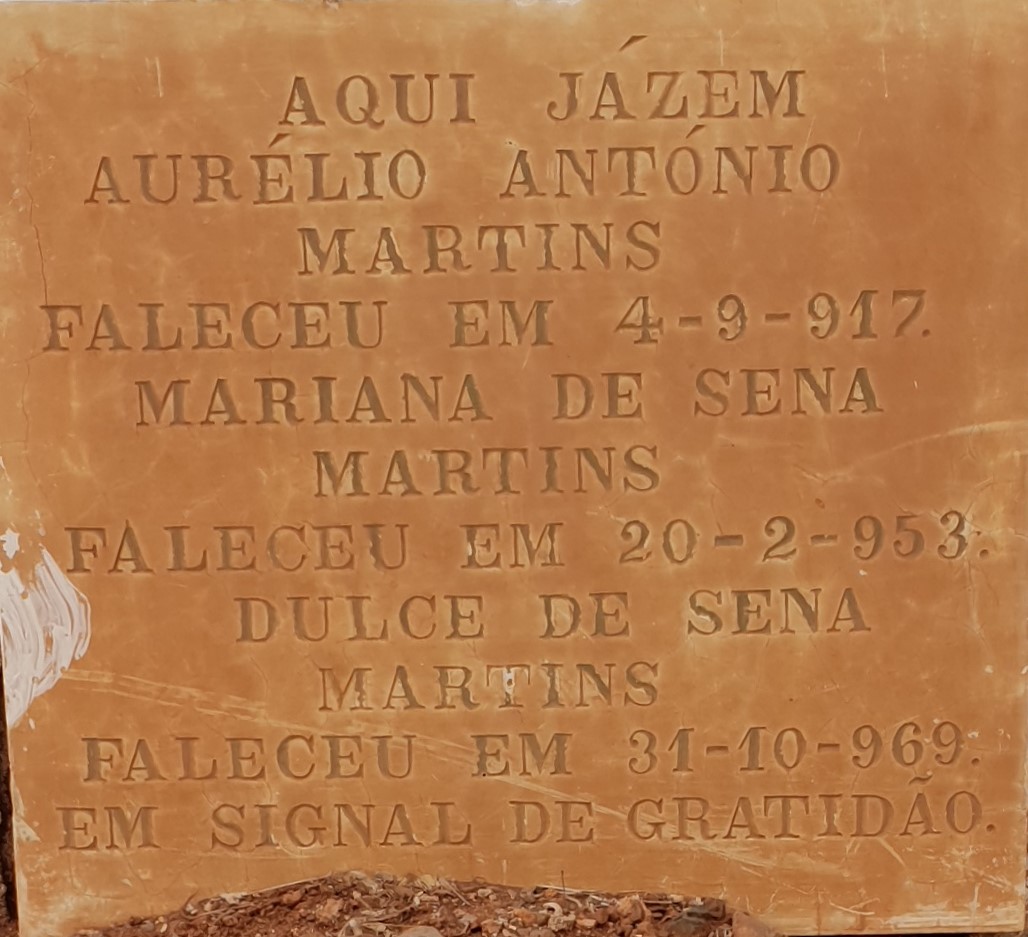 AQUI JÁZEM
AURÉLIO ANTÓNIO
MARTINS
FALECEU EM 4-9-917.
MARIANA DE SENA
MARTINS
FALECEU EM 20-2-953.
DULCE DE SENA
MARTINS
FALECEU EM 31-10-969.
EM SIGNAL DE GRATIDÃO.